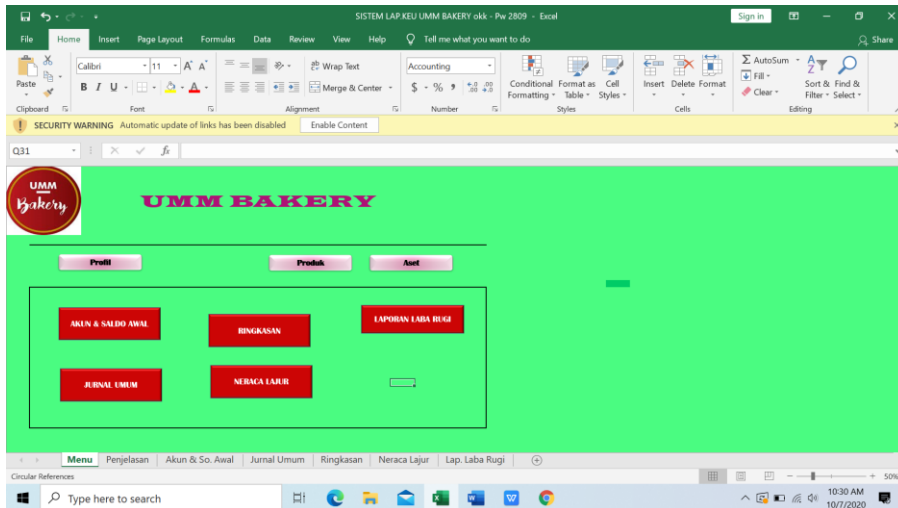 SISTEM LAP.KEU UMM BAKERY okk - Pw 2809 - Excel
Sign in
File Home Insert Page Layout Formulas Data Review View Help Tell me what you want to do Share
Calibri 11 Wrap Text Accounting AutoSum
Paste Fill
B I U Merge & Center $ % Conditional Format as Cell Insert Delete Format Clear Sort & Find &
Formatting Table Styles Filter Select
Clipboard Font Alignment Number Styles Cells Editing
SECURITY WARNING Automatic update of links has been disabled Enable Content
Q31 fx
UMM
Bakery
UMM BAKERY
Profil Produk Aset
AKUN & SALDO AWAL RINGKASAN LAPORAN LABA RUGI
JURNAL UMUM NERACA LAJUR
Menu Penjelasan Akun & So. Awal Jurnal Umum Ringkasan Neraca Lajur Lap. Laba Rugi
Circular References 50%
Type here to search
10:30 AM
10/7/2020